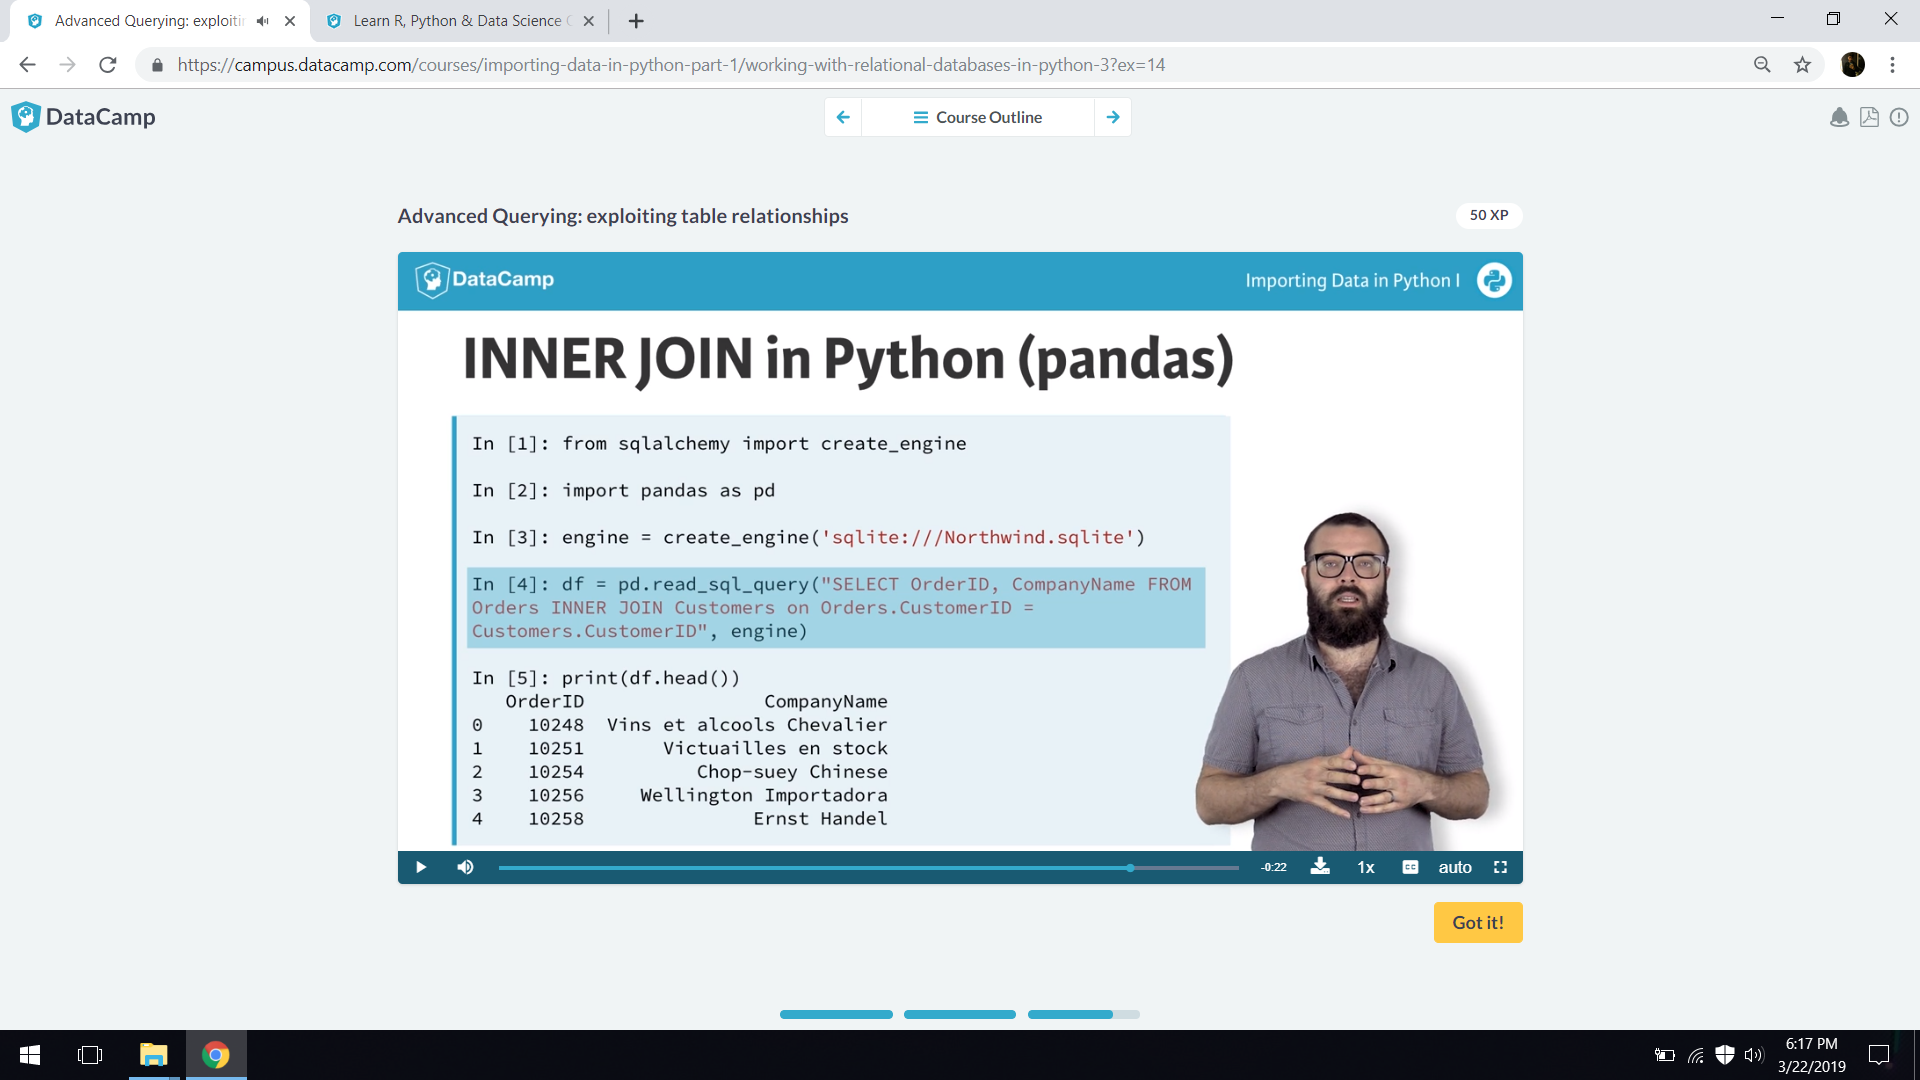 Advanced Querying: exploitin
Learn R, Python & Data Science
https://campus.datacamp.com/courses/importing-data-in-python-part-1/working-with-relational-databases-in-python-3?ex=14
DataCamp
Course Outline
Advanced Querying: exploiting table relationships
50 XP
DataCamp
Importing Data in Python I
INNER JOIN in Python (pandas)
In [1]: from sqlalchemy import create_engine
In [2]: import pandas as pd
In [3]: engine = create_engine('sqlite:///Northwind.sqlite')
In [4]: df = pd.read_sql_query("SELECT OrderID, CompanyName FROM
Orders INNER JOIN Customers on Orders.CustomerID =
Customers.CustomerID", engine)
In [5]: print(df.head())
OrderID CompanyName
0 10248 Vins et alcools Chevalier
1 10251 Victuailles en stock
2 10254 Chop-suey Chinese
3 10256 Wellington Importadora
4 10258 Ernst Handel
-0:22
1x
CC
auto
Got it!
6:17 PM
3/22/2019